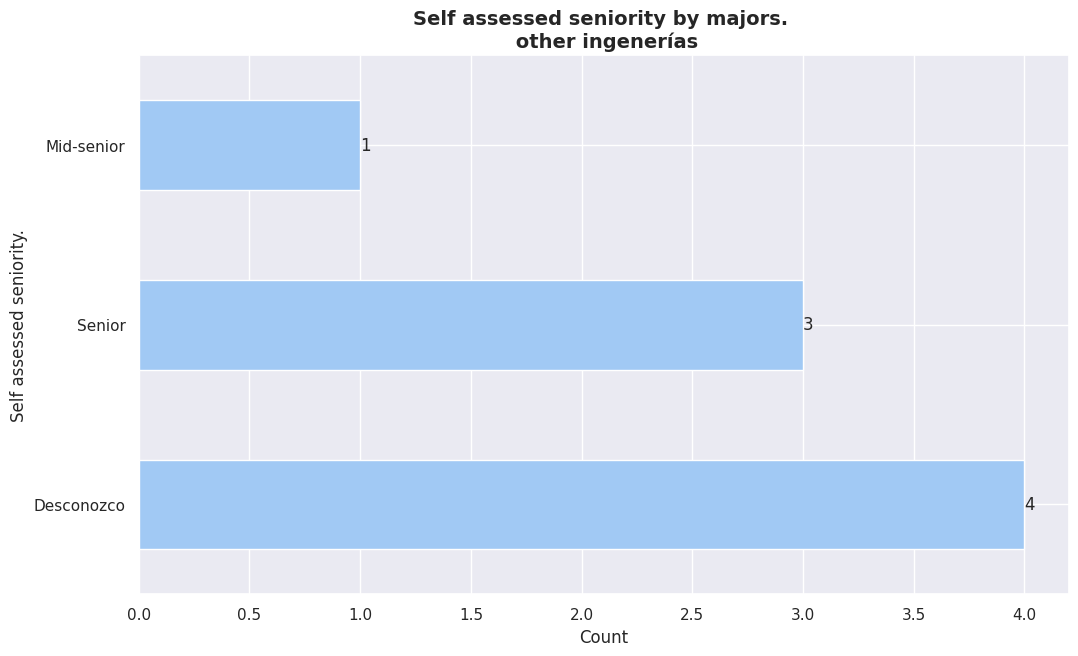 Self assessed seniority by majors.
other ingenerías
Self assessed seniority.
Mid-senior
1
Senior
3
Desconozco
4
0.0 0.5 1.0 1.5 2.0 2.5 3.0 3.5 4.0
Count